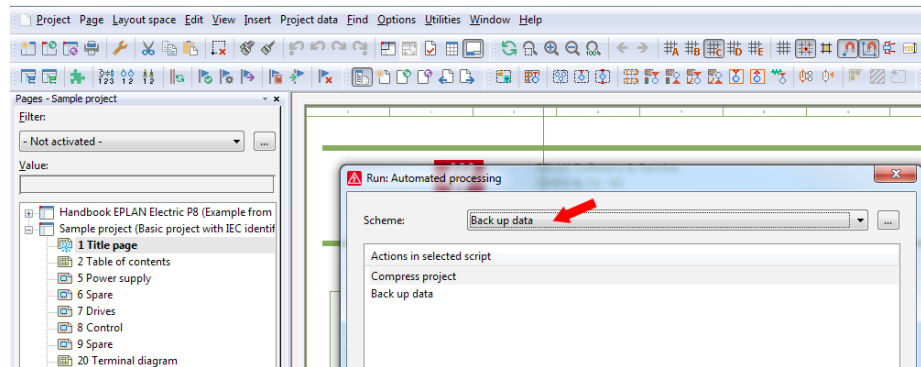 Project Page Layout space Edit View Insert Project data Find Options Utilities Window Help
Pages - Sample project
Filter:
- Not activated -
...
Value:
Handbook EPLAN Electric P8 (Example from
Sample project (Basic project with IEC identif
1 Title page
2 Table of contents
5 Power supply
6 Spare
7 Drives
8 Control
9 Spare
20 Terminal diagram
Run: Automated processing
Scheme:
Back up data
...
Actions in selected script
Compress project
Back up data